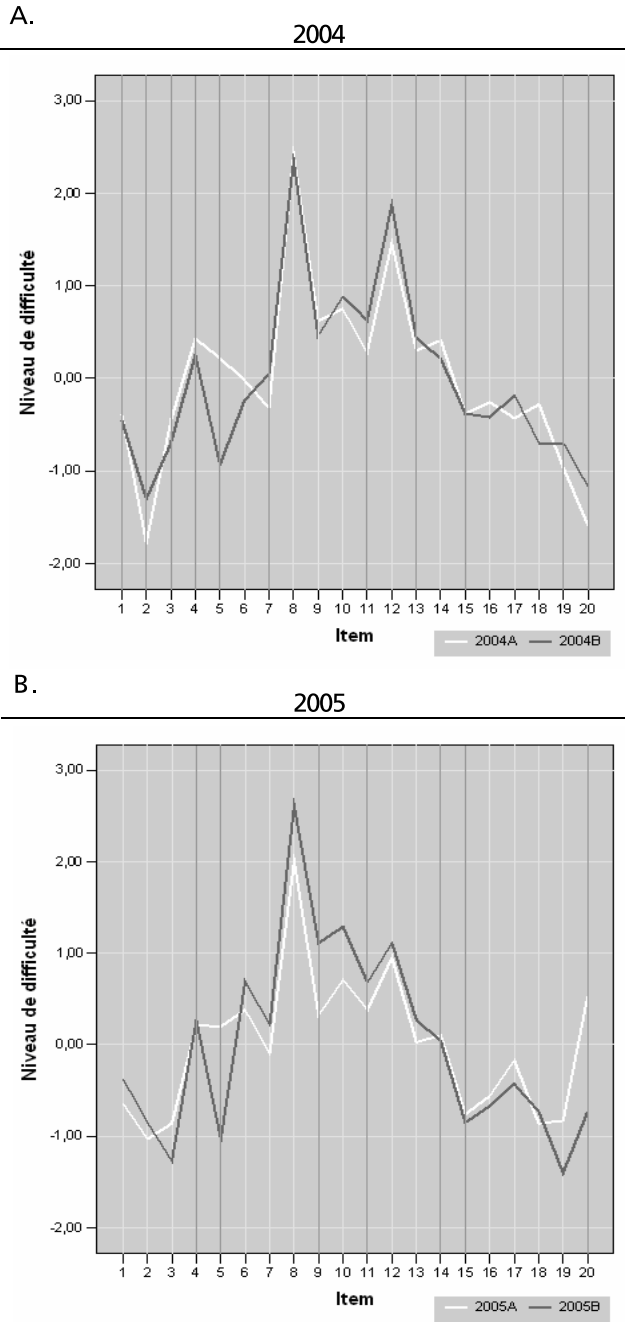 A.
2004
3,00
2,00
1,00
0,00
-1,00
-2,00
Niveau de difficulté
1 2 3 4 5 6 7 8 9 10 11 12 13 14 15 16 17 18 19 20
Item
2004A 2004B
B.
2005
3,00
2,00
1,00
0,00
-1,00
-2,00
Niveau de difficulté
1 2 3 4 5 6 7 8 9 10 11 12 13 14 15 16 17 18 19 20
Item
2005A 2005B